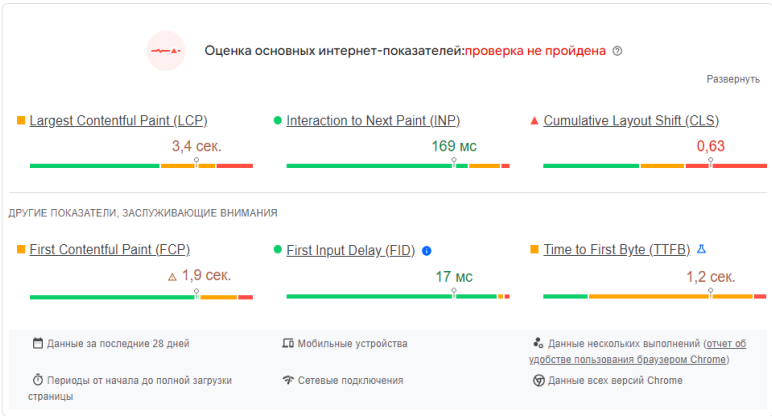 Оценка основных интернет-показателей:проверка не пройдена
Развернуть
Largest Contentful Paint (LCP)
3,4 сек.
Interaction to Next Paint (INP)
169 мс
Cumulative Layout Shift (CLS)
0,63
ДРУГИЕ ПОКАЗАТЕЛИ, ЗАСЛУЖИВАЮЩИЕ ВНИМАНИЯ
First Contentful Paint (FCP)
1,9 сек.
First Input Delay (FID)
17 мс
Time to First Byte (TTFB)
1,2 сек.
Данные за последние 28 дней
Мобильные устройства
Данные нескольких выполнений (отчет об
удобстве пользования браузером Chrome)
Периоды от начала до полной загрузки
страницы
Сетевые подключения
Данные всех версий Chrome